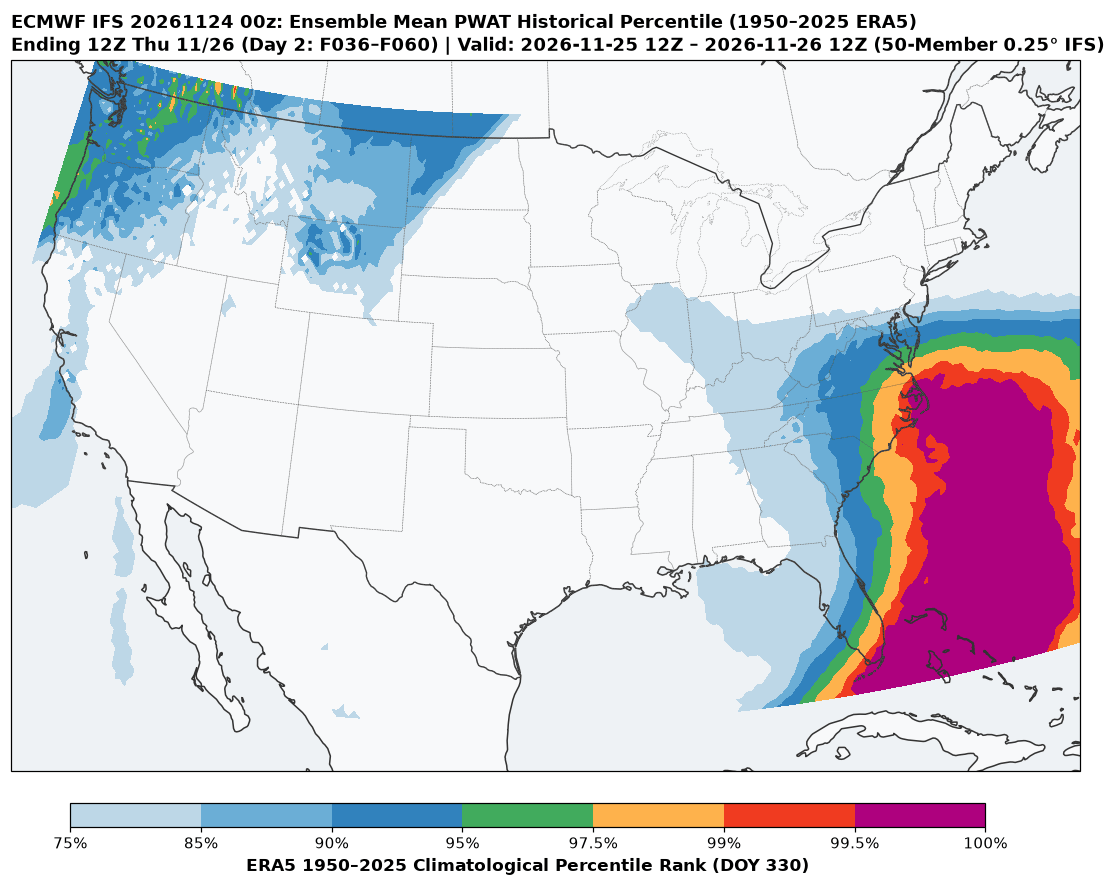 ECMWF IFS 20261124 00z: Ensemble Mean PWAT Historical Percentile (1950–2025 ERA5)
Ending 12Z Thu 11/26 (Day 2: F036–F060) | Valid: 2026-11-25 12Z – 2026-11-26 12Z (50-Member 0.25° IFS)
75% 85% 90% 95% 97.5% 99% 99.5% 100%
ERA5 1950–2025 Climatological Percentile Rank (DOY 330)